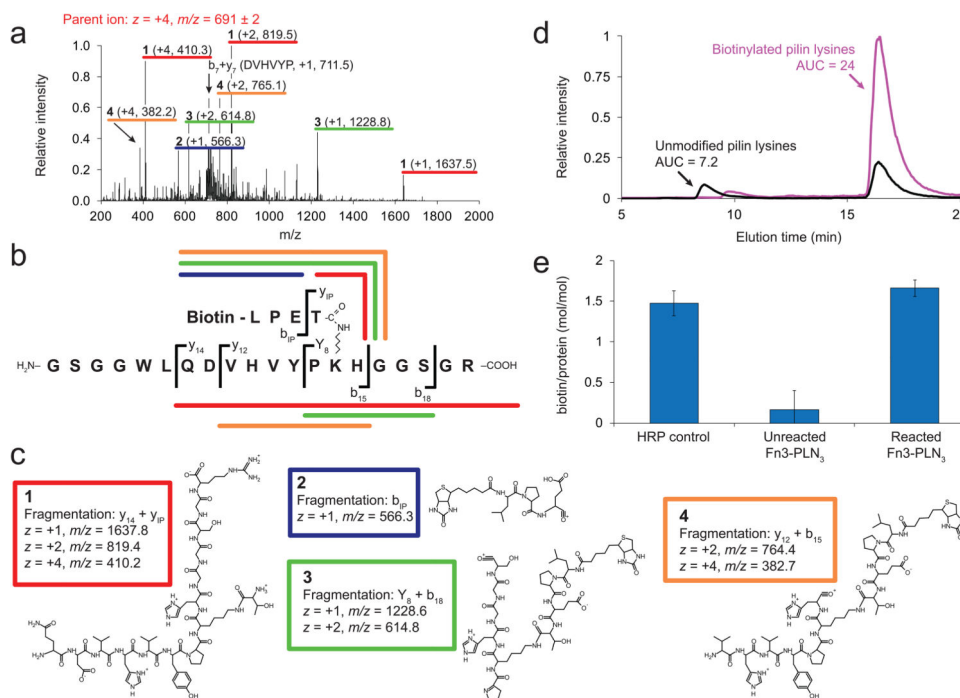 Parent ion: z = +4, m/z = 691 ± 2
a
1 (+2, 819.5)
1 (+4, 410.3)
b₇+y₇ (DVHVYP, +1, 711.5)
4 (+2, 765.1)
4 (+4, 382.2)
3 (+2, 614.8)
3 (+1, 1228.8)
2 (+1, 566.3)
1 (+1, 1637.5)
Relative intensity
1.0
0.8
0.6
0.4
0.2
0.0
200 400 600 800 1000 1200 1400 1600 1800 2000
m/z
b
y_IP
Biotin - L P E T -C O
NH
b_IP
y₁₄ y₁₂ Y₈
H₂N– G S G G W L Q D V H V Y P K H G G S G R –COOH
b₁₅ b₁₈
c
1
Fragmentation: y₁₄ + y_IP
z = +1, m/z = 1637.8
z = +2, m/z = 819.4
z = +4, m/z = 410.2
2
Fragmentation: b_IP
z = +1, m/z = 566.3
3
Fragmentation: Y₈ + b₁₈
z = +1, m/z = 1228.6
z = +2, m/z = 614.8
4
Fragmentation: y₁₂ + b₁₅
z = +2, m/z = 764.4
z = +4, m/z = 382.7
d
Biotinylated pilin lysines
AUC = 24
Unmodified pilin lysines
AUC = 7.2
Relative intensity
1
0.75
0.5
0.25
0
5 10 15
Elution time (min)
e
biotin/protein (mol/mol)
2
1.5
1
0.5
0
HRP control
Unreacted
Fn3-PLN₃
Reacted
Fn3-PLN₃